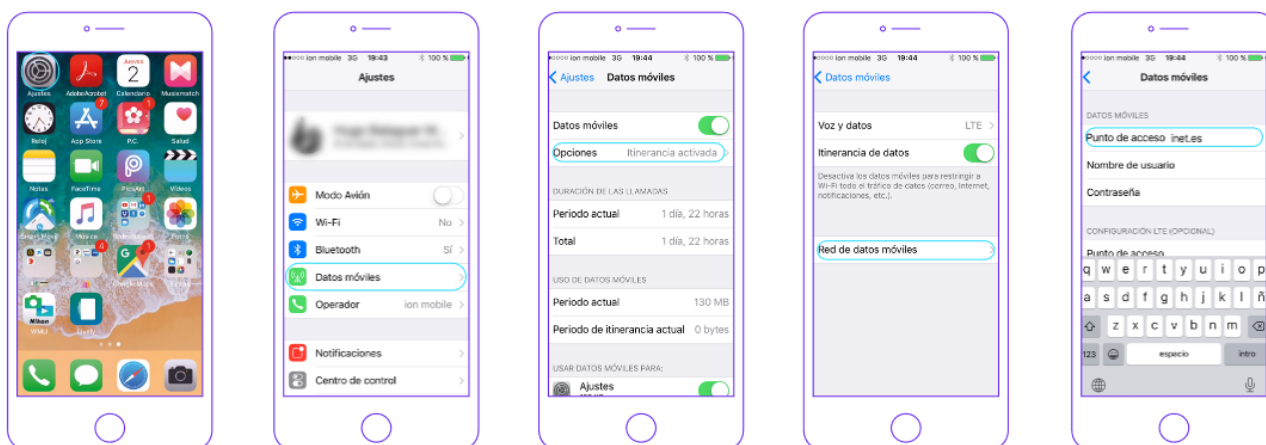 Jueves
2
Ajustes
Adobe Acrobat
Calendario
Musixmatch
7
1
Reloj
App Store
P.C.
Salud
Notas
FaceTime
PicsArt
Vídeos
1
Música
Fotos
4
1
Google Maps
Nikon
WMU
ion mobile 3G 19:43 100 %
Ajustes
Modo Avión
Wi-Fi No
Bluetooth Sí
Datos móviles
Operador ion mobile
Notificaciones
Centro de control
ion mobile 3G 19:44 100 %
Ajustes Datos móviles
Datos móviles
Opciones Itinerancia activada
DURACIÓN DE LAS LLAMADAS
Periodo actual 1 día, 22 horas
Total 1 día, 22 horas
USO DE DATOS MÓVILES
Periodo actual 130 MB
Periodo de itinerancia actual 0 bytes
USAR DATOS MÓVILES PARA:
Ajustes
ion mobile 3G 19:44 100 %
Datos móviles
Voz y datos LTE
Itinerancia de datos
Desactiva los datos móviles para restringir a
Wi-Fi todo el tráfico de datos (correo, Internet,
notificaciones, etc.).
Red de datos móviles
ion mobile 3G 19:44 100 %
Datos móviles
DATOS MÓVILES
Punto de acceso inet.es
Nombre de usuario
Contraseña
CONFIGURACIÓN LTE (OPCIONAL)
Punto de acceso
q w e r t y u i o p
a s d f g h j k l ñ
z x c v b n m
123 espacio intro